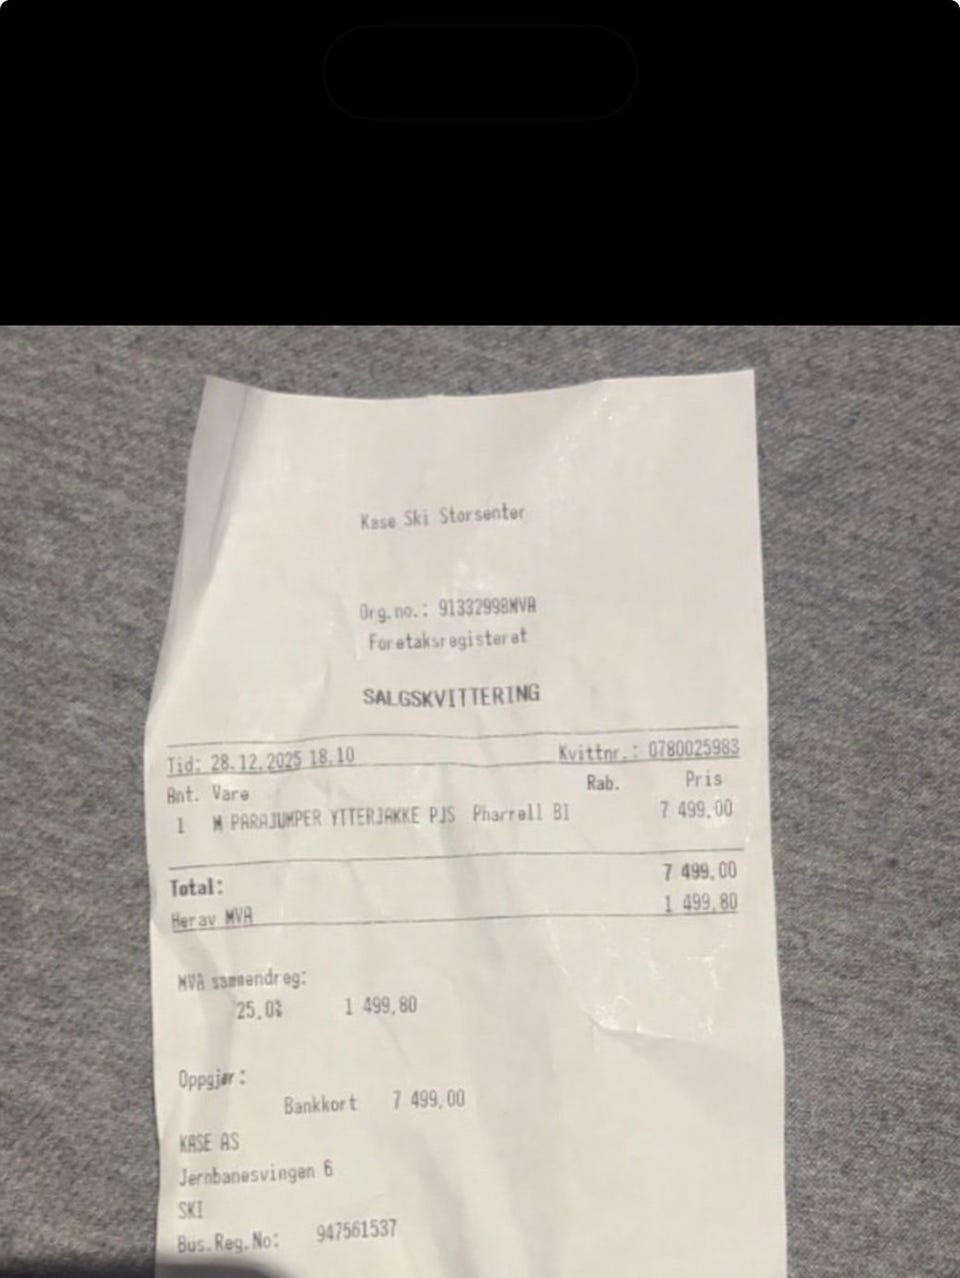 Kase Ski Storsenter
Org.no.: 91332998MVA
Foretaksregisteret
SALGSKVITTERING
Tid: 28.12.2025 18.10 Kvittnr.: 0780025983
Ant. Vare Rab. Pris
1 M PARAJUMPER YTTERJAKKE PJS Pharrell Bl 7 499,00
Total: 7 499,00
Herav MVA 1 499,80
MVA sammendrag:
25,0% 1 499,80
Oppgjør:
Bankkort 7 499,00
KASE AS
Jernbanesvingen 6
SKI
Bus.Reg.No: 947561537